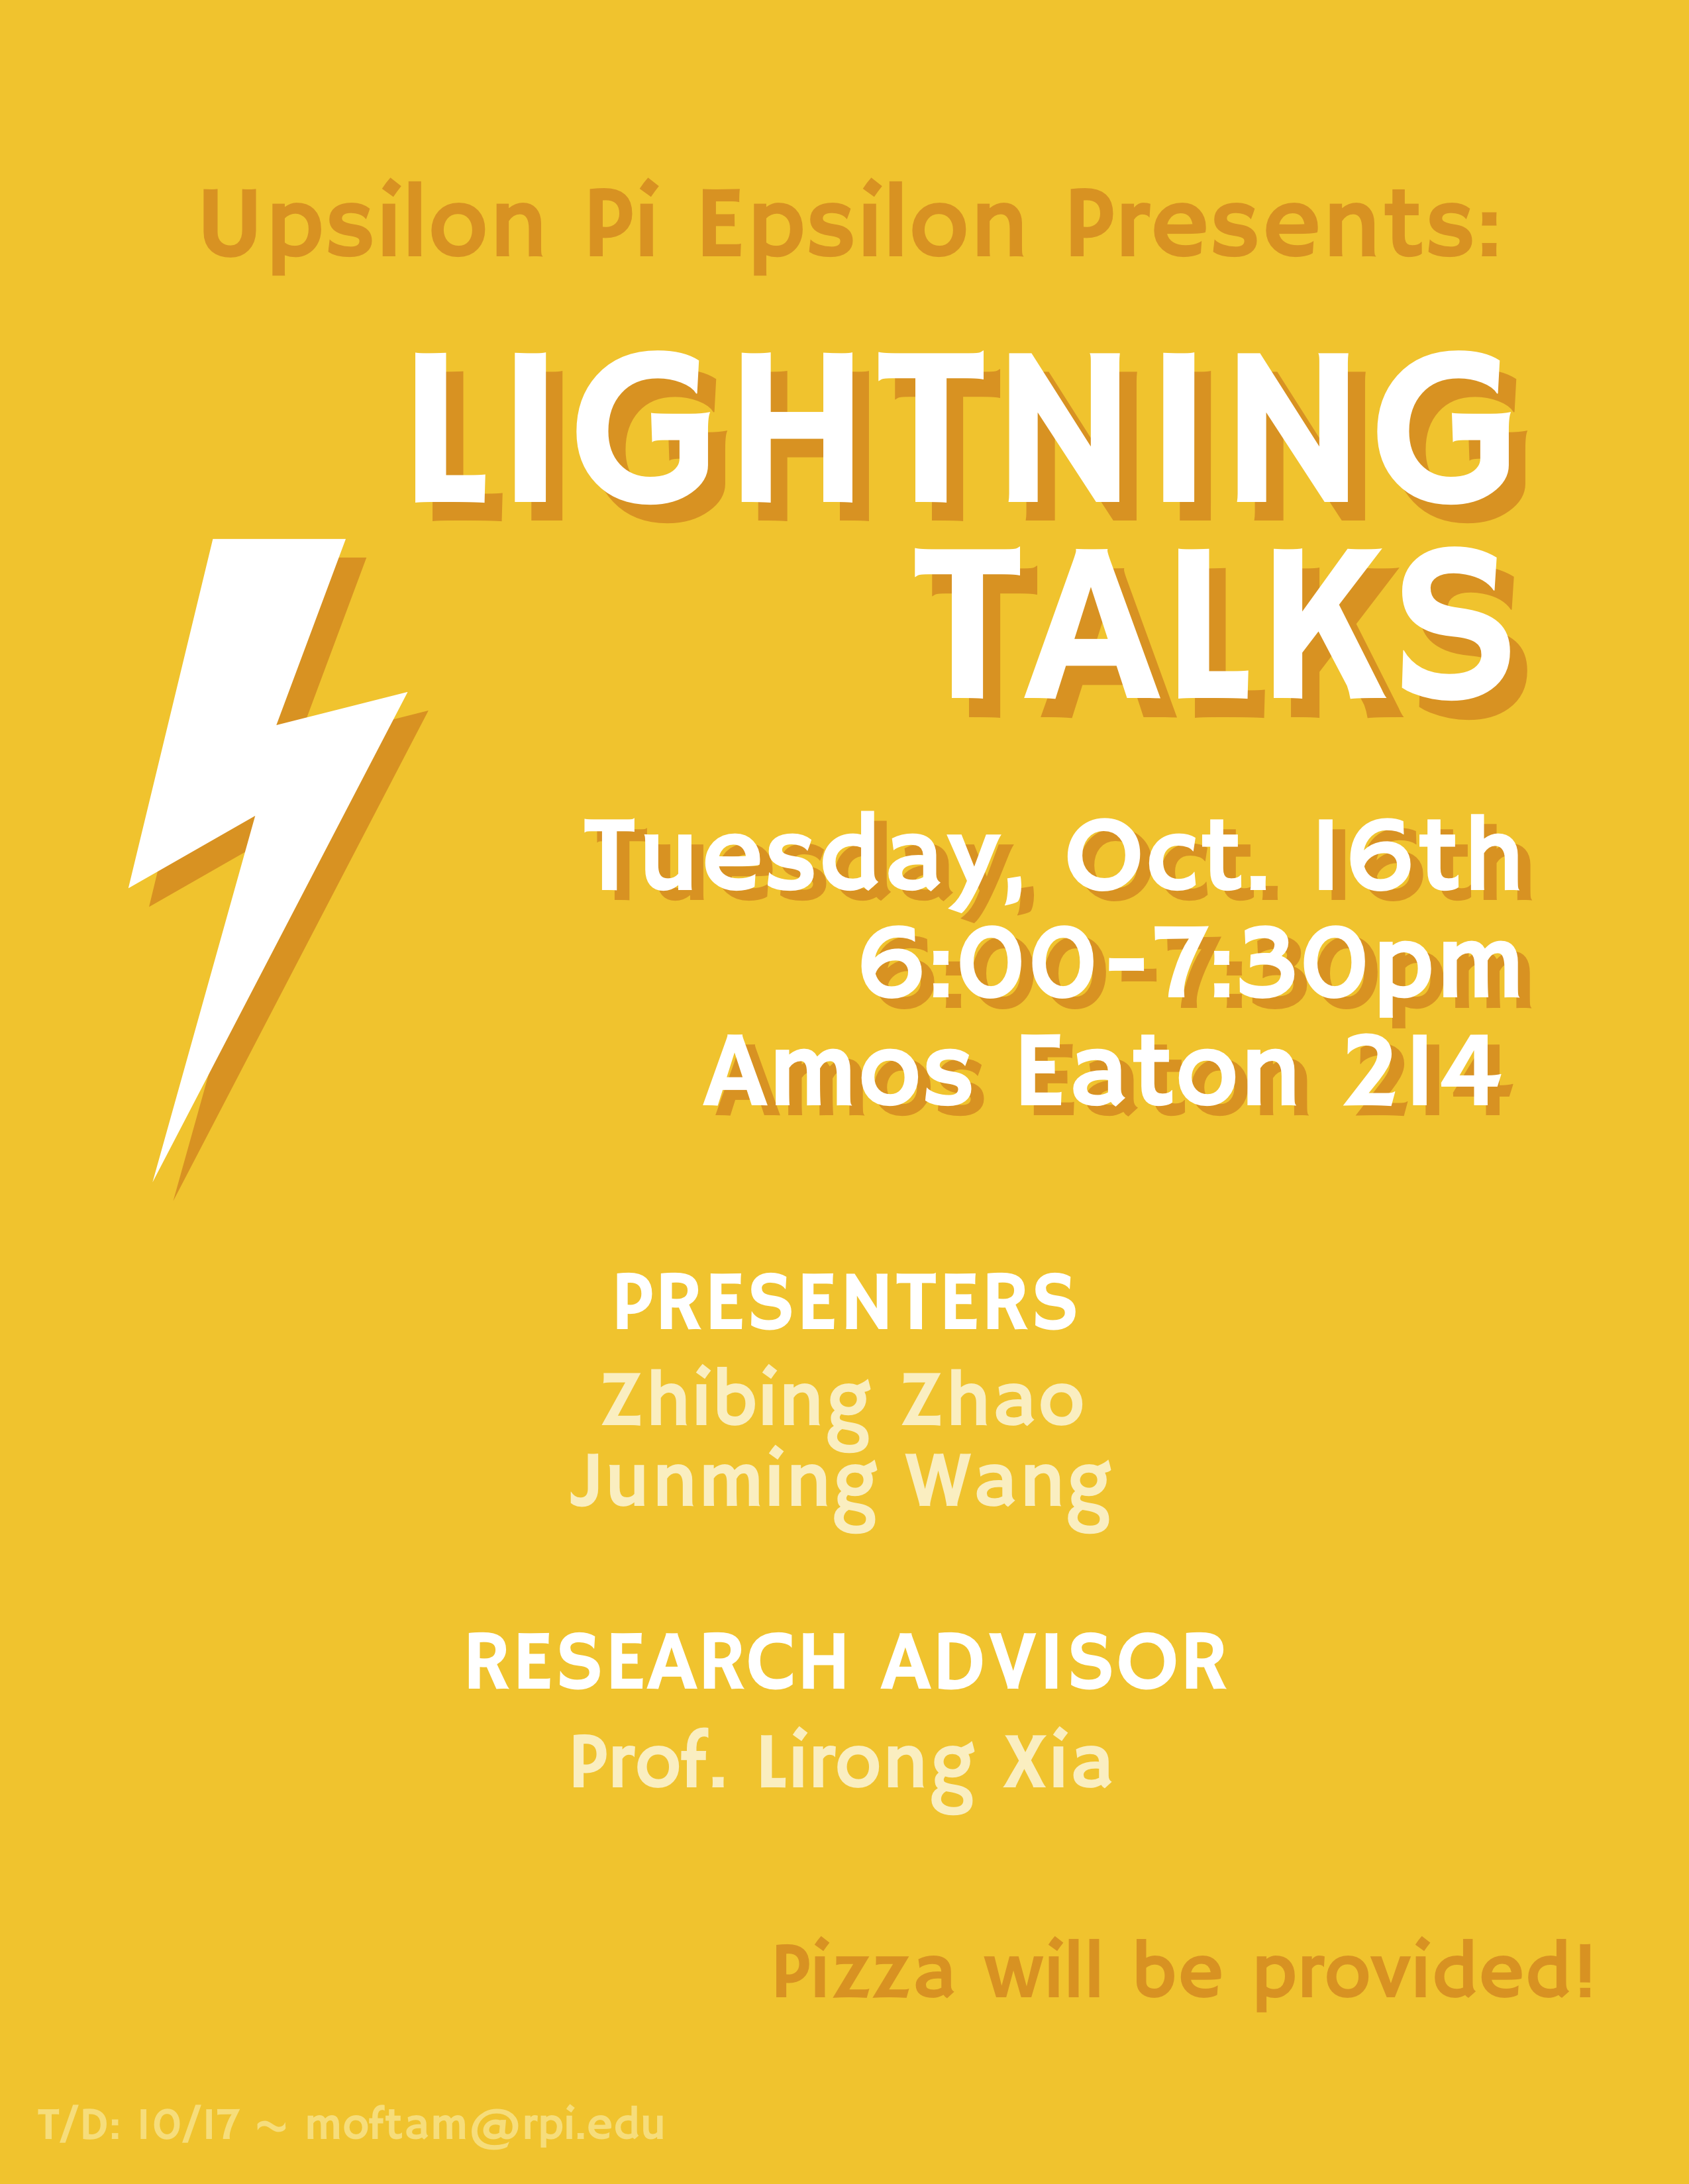 Upsilon Pi Epsilon Presents:
LIGHTNING
TALKS
Tuesday, Oct. 16th
6:00-7:30pm
Amos Eaton 214
PRESENTERS
Zhibing Zhao
Junming Wang
RESEARCH ADVISOR
Prof. Lirong Xia
Pizza will be provided!
T/D: 10/17 ~ moftam@rpi.edu